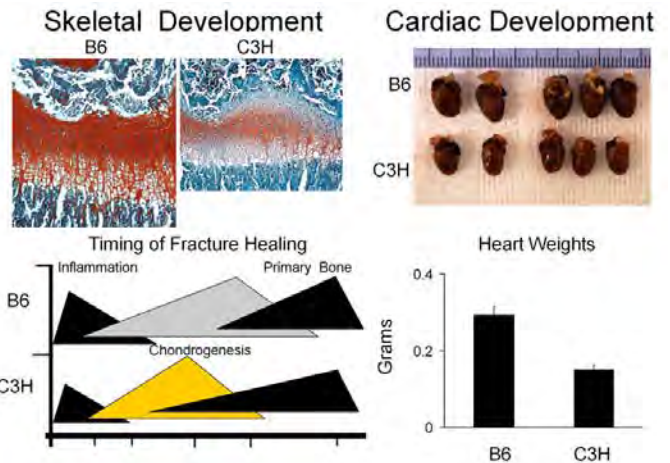 Skeletal Development
B6
C3H
Cardiac Development
B6
C3H
Timing of Fracture Healing
Inflammation
Primary Bone
B6
Chondrogenesis
C3H
Heart Weights
0.4
0.2
0
Grams
B6
C3H